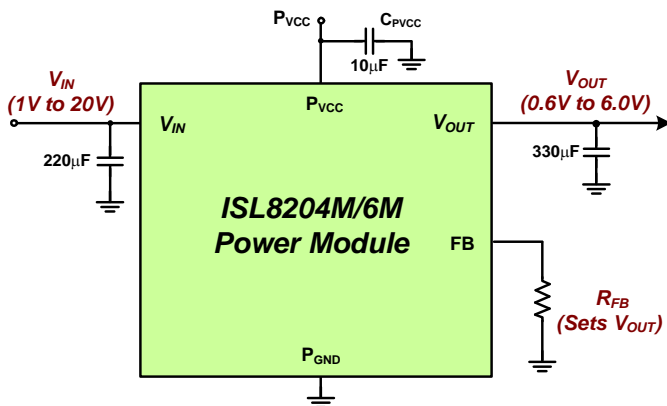 PVCC
CPVCC
10µF
VIN
(1V to 20V)
VOUT
(0.6V to 6.0V)
PVCC
VIN
VOUT
220µF
330µF
ISL8204M/6M
Power Module
FB
RFB
(Sets VOUT)
PGND